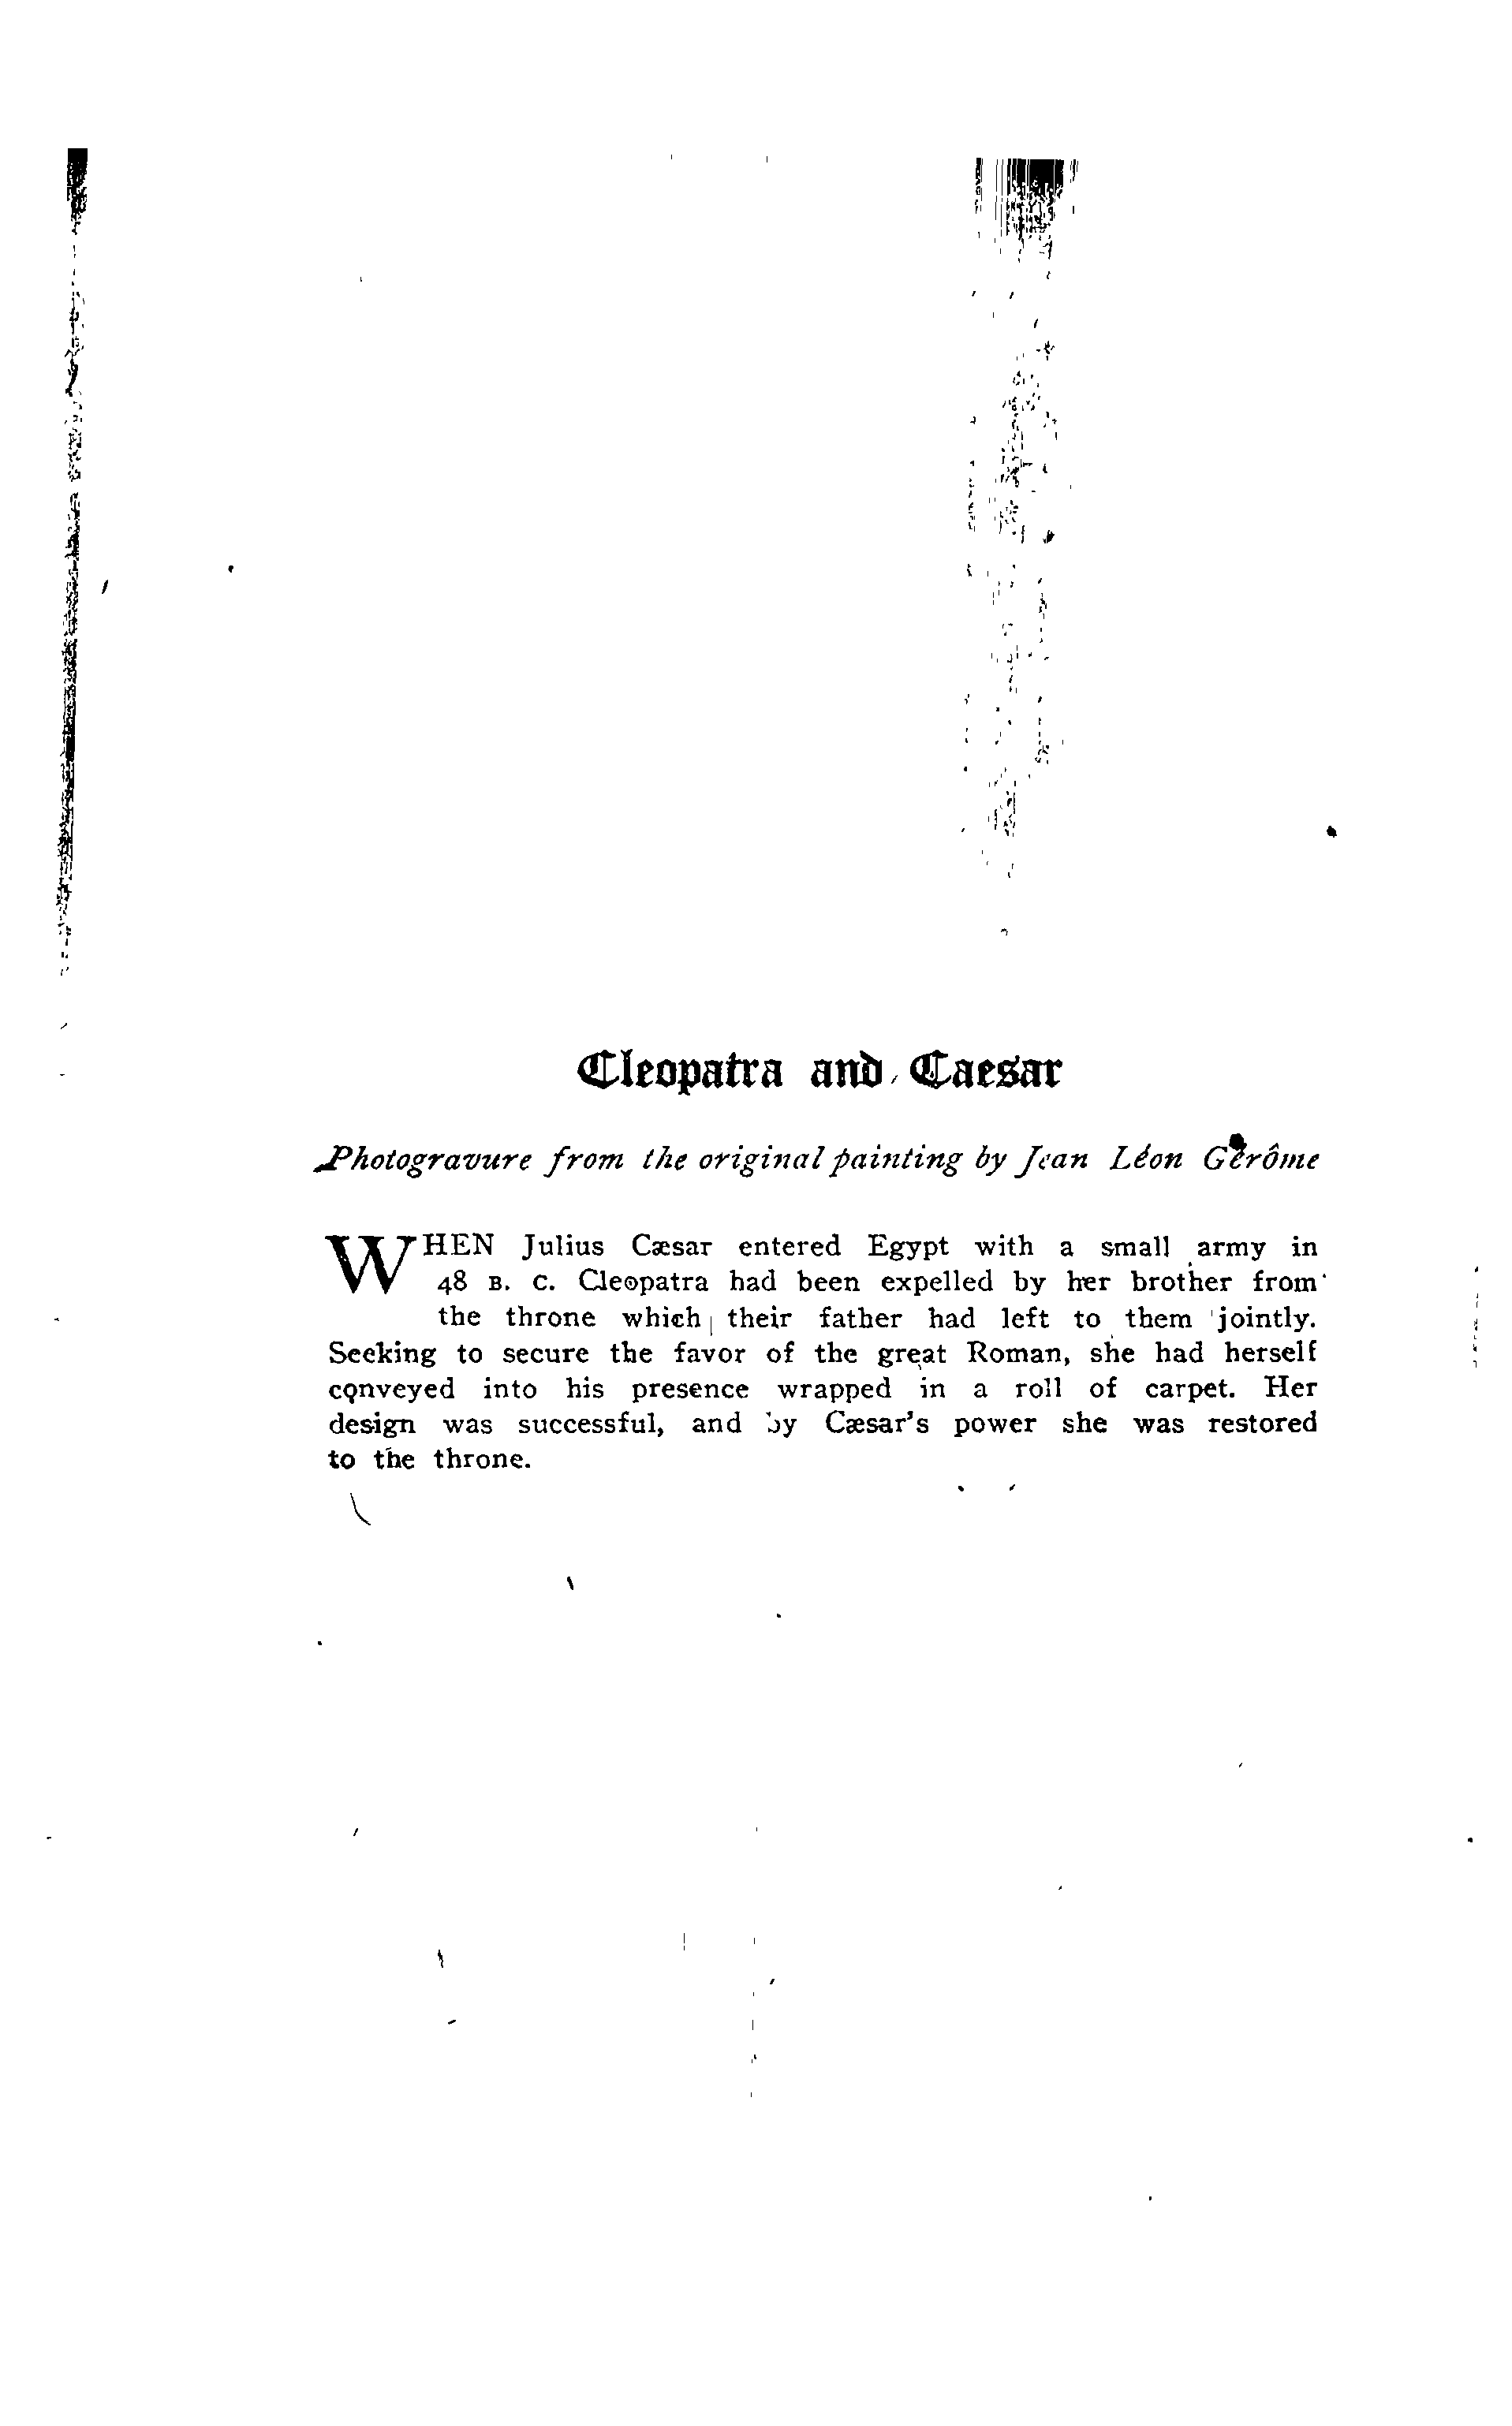 Cleopatra and Caesar
Photogravure from the original painting by Jean Léon Gérôme
WHEN Julius Cæsar entered Egypt with a small army in
48 B. C. Cleopatra had been expelled by her brother from
the throne which their father had left to them jointly.
Seeking to secure the favor of the great Roman, she had herself
conveyed into his presence wrapped in a roll of carpet. Her
design was successful, and by Cæsar's power she was restored
to the throne.